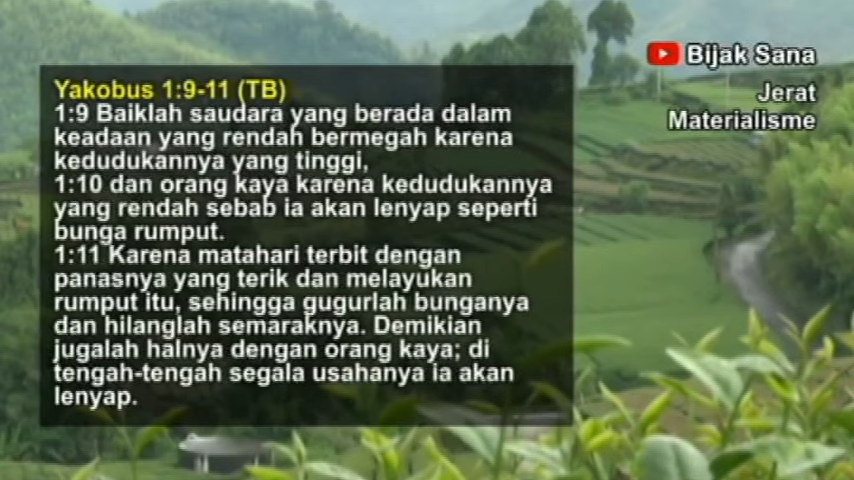 Yakobus 1:9-11 (TB)
1:9 Baiklah saudara yang berada dalam
keadaan yang rendah bermegah karena
kedudukannya yang tinggi,
1:10 dan orang kaya karena kedudukannya
yang rendah sebab ia akan lenyap seperti
bunga rumput.
1:11 Karena matahari terbit dengan
panasnya yang terik dan melayukan
rumput itu, sehingga gugurlah bunganya
dan hilanglah semaraknya. Demikian
jugalah halnya dengan orang kaya; di
tengah-tengah segala usahanya ia akan
lenyap.
Bijak Sana
Jerat
Materialisme